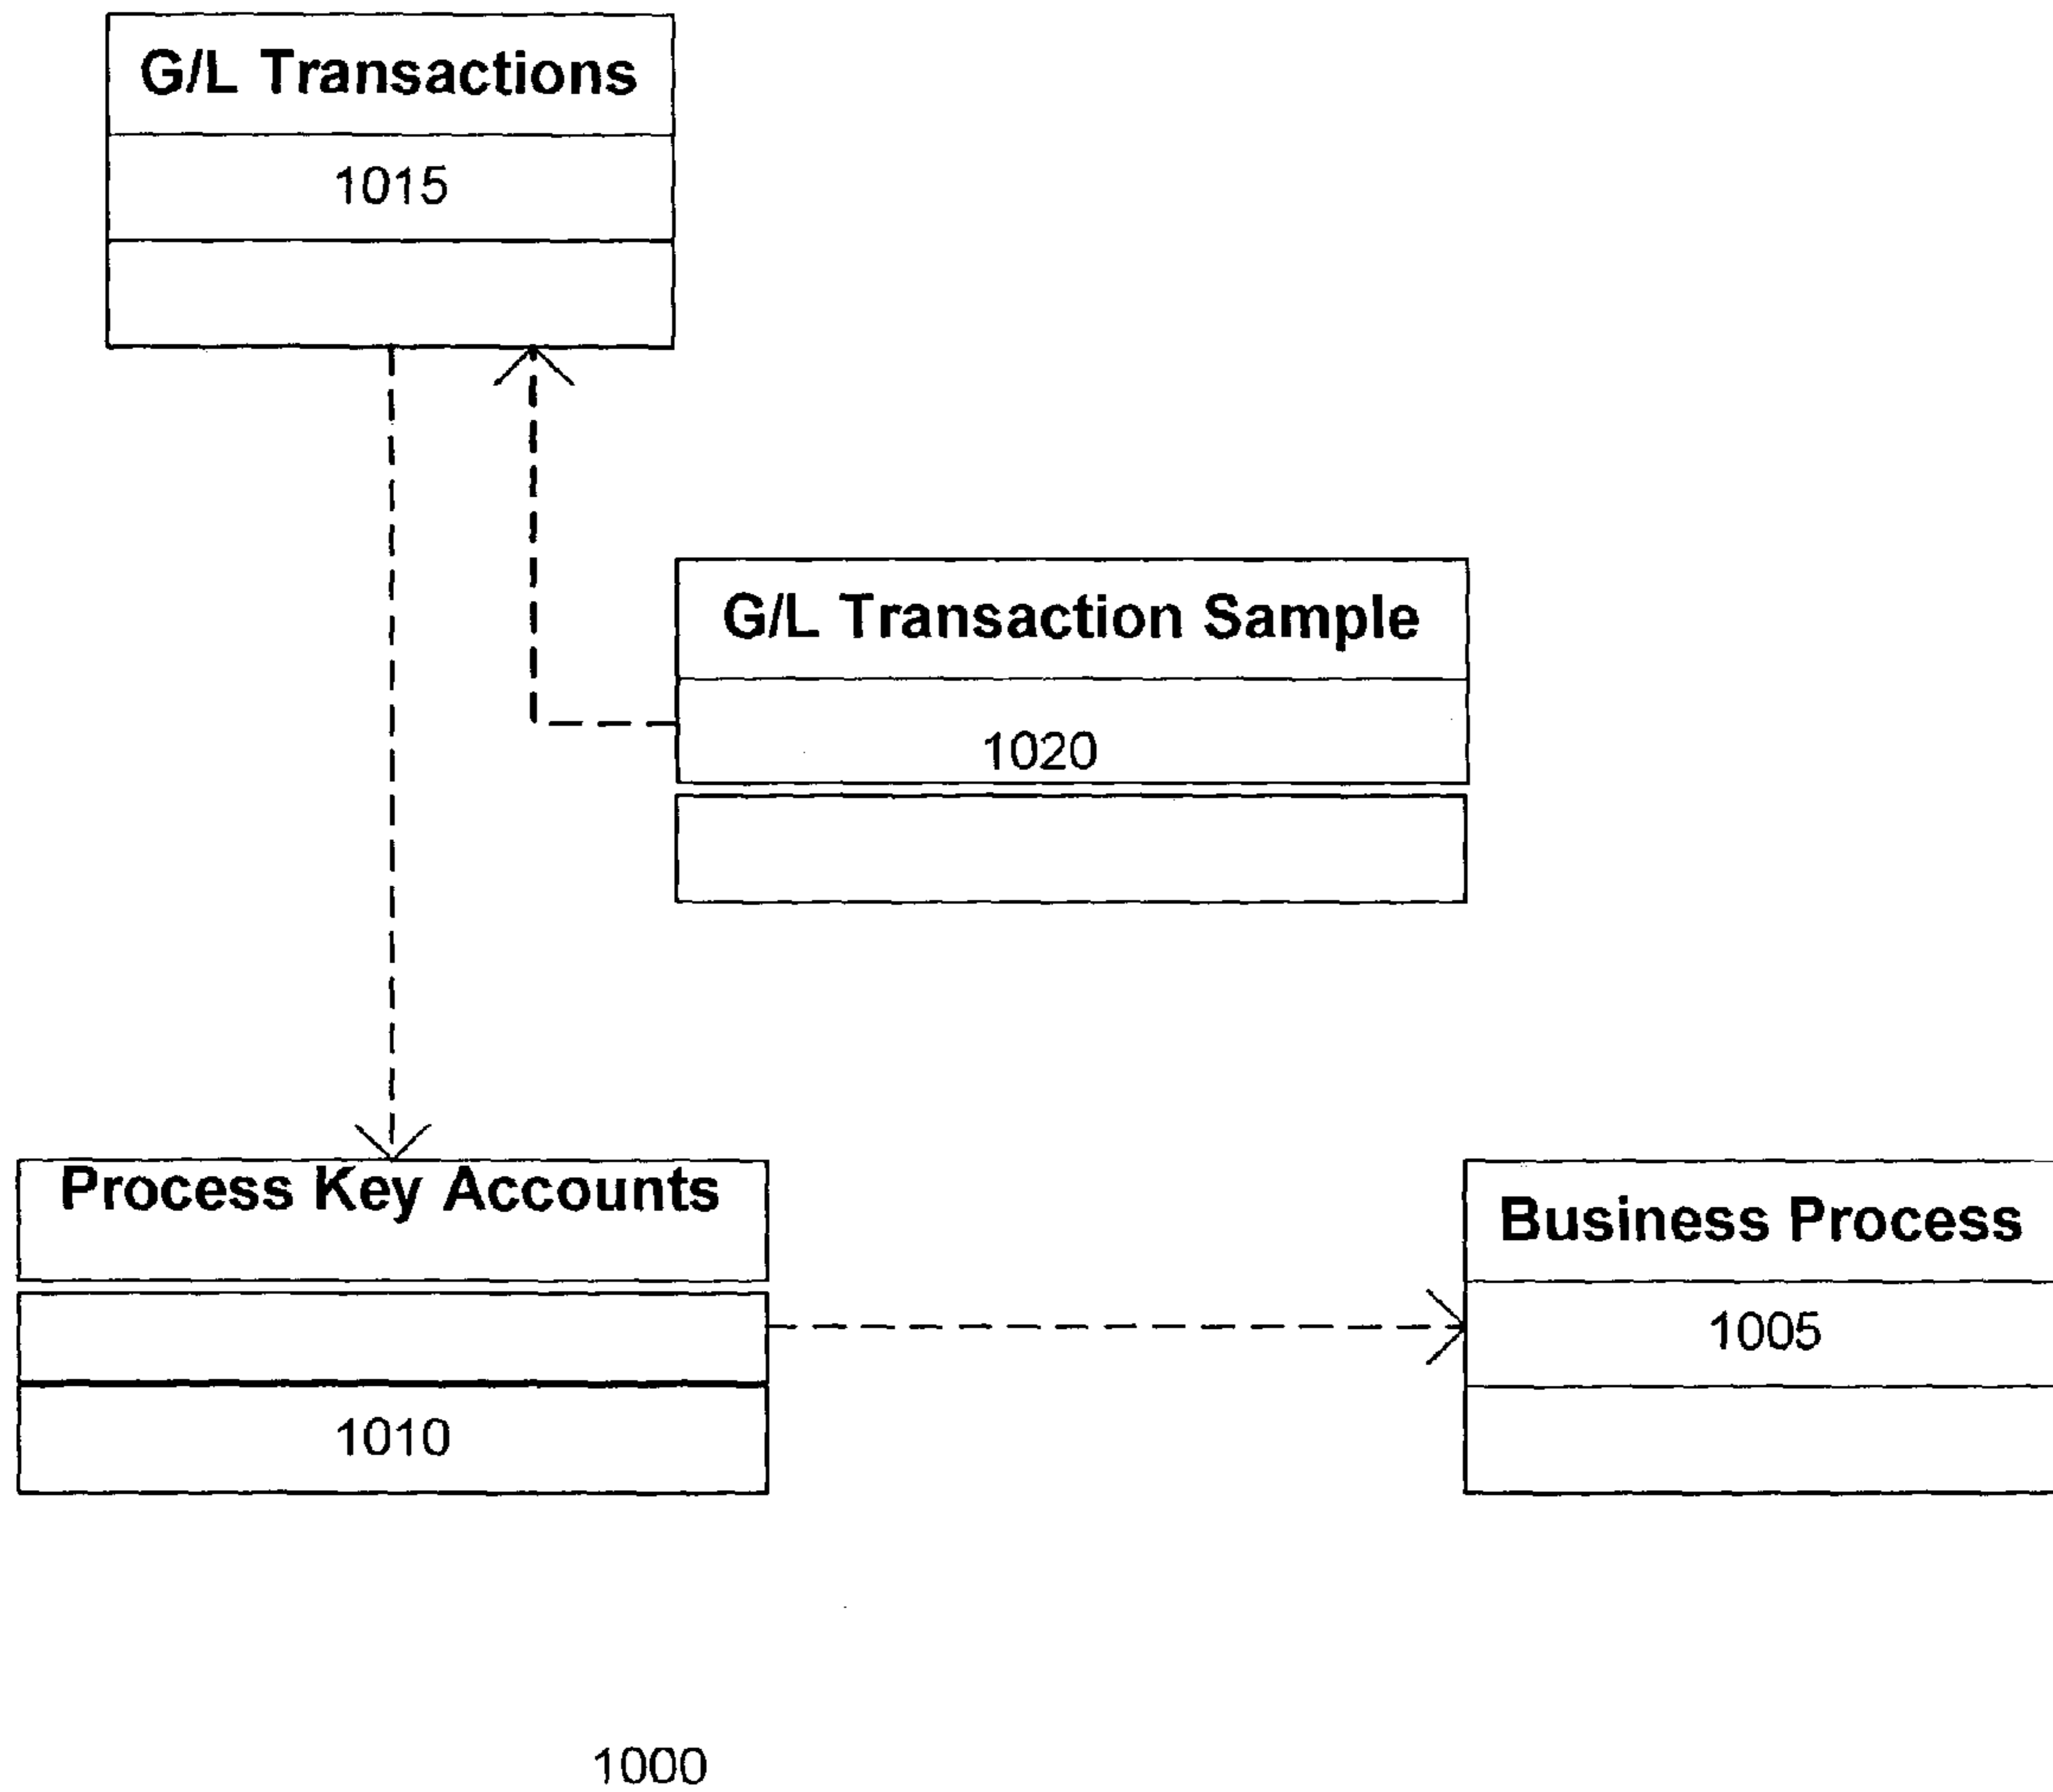 G/L Transactions
1015
G/L Transaction Sample
1020
Process Key Accounts
1010
Business Process
1005
1000